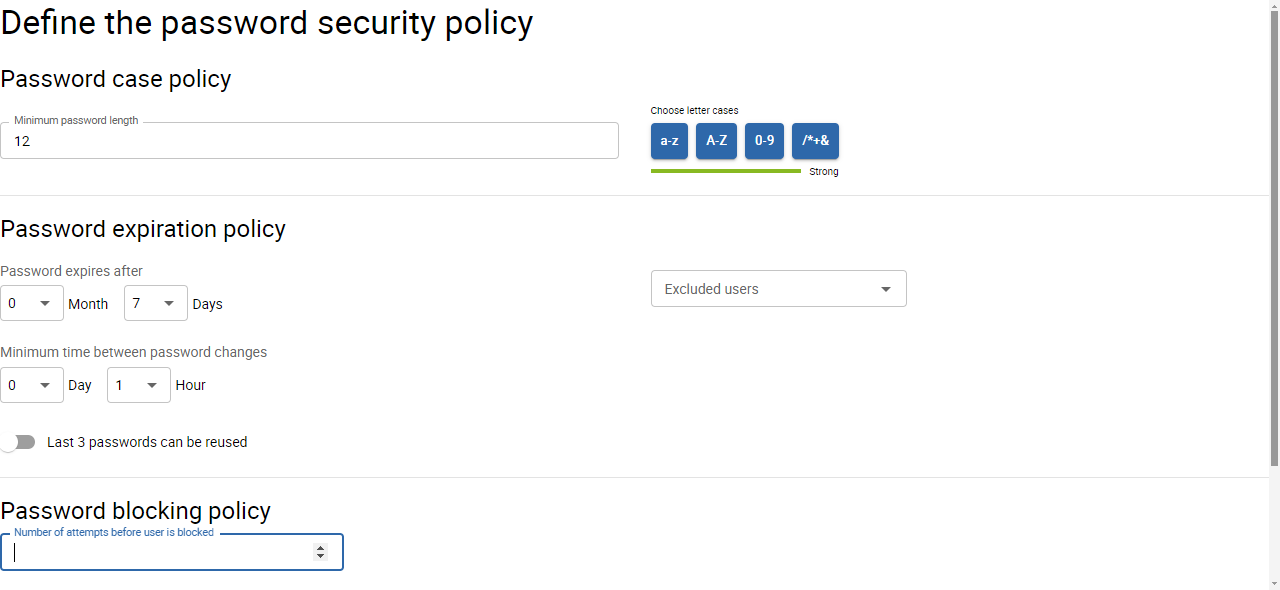 Define the password security policy
Password case policy
Minimum password length
12
Choose letter cases
a-z A-Z 0-9 /*+&
Strong
Password expiration policy
Password expires after
0 Month 7 Days
Excluded users
Minimum time between password changes
0 Day 1 Hour
Last 3 passwords can be reused
Password blocking policy
Number of attempts before user is blocked